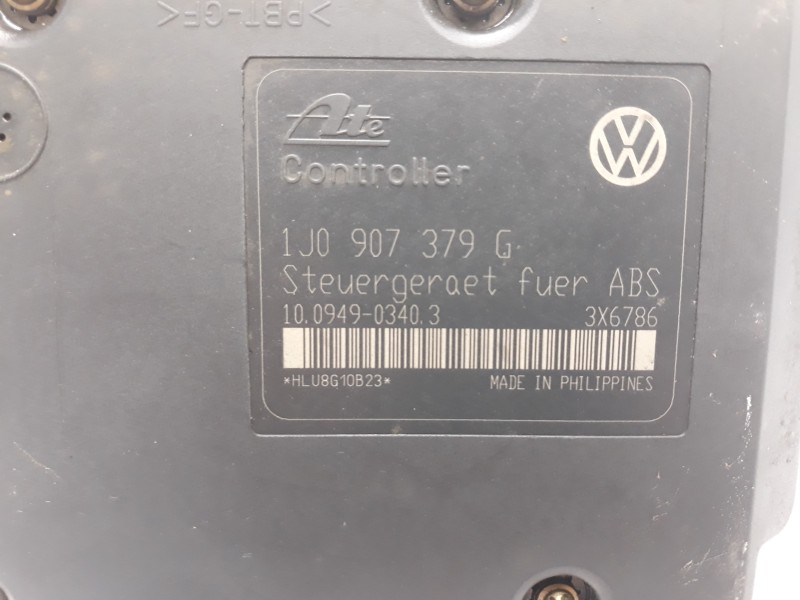 >PBT-GF<
Ate
Controller
1J0 907 379 G
Steuergeraet fuer ABS
10.0949-0340.3 3X6786
*HLU8G10B23* MADE IN PHILIPPINES